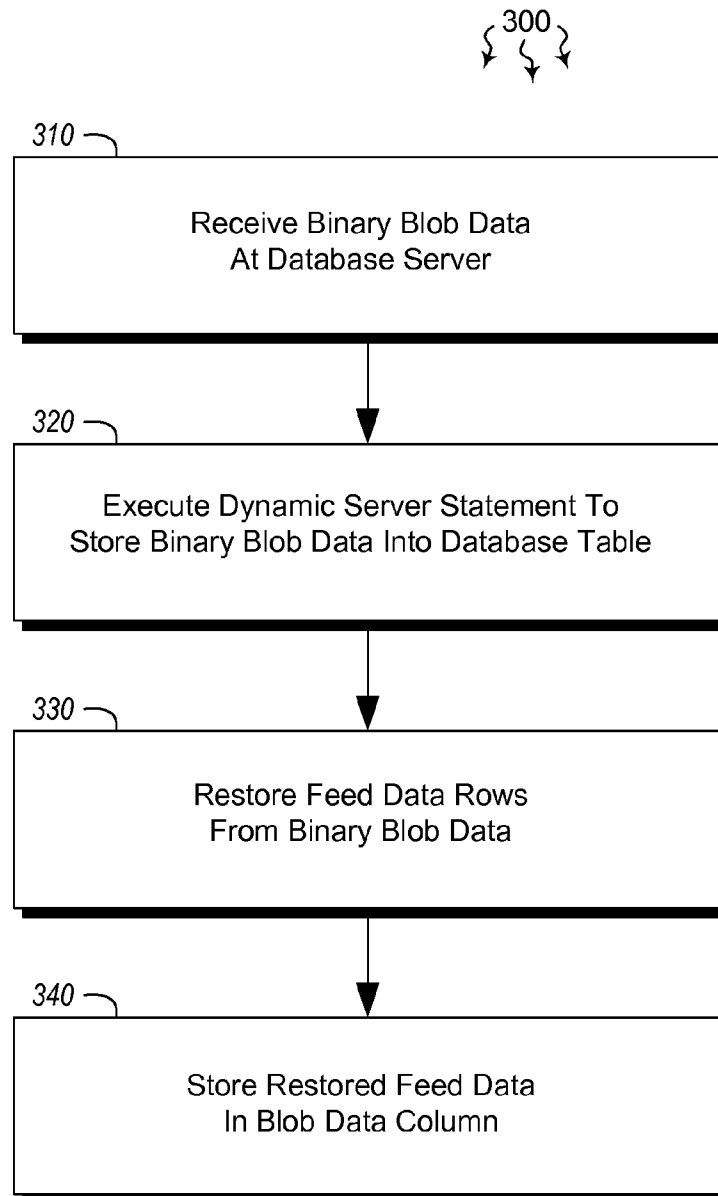 300
310
Receive Binary Blob Data
At Database Server
320
Execute Dynamic Server Statement To
Store Binary Blob Data Into Database Table
330
Restore Feed Data Rows
From Binary Blob Data
340
Store Restored Feed Data
In Blob Data Column